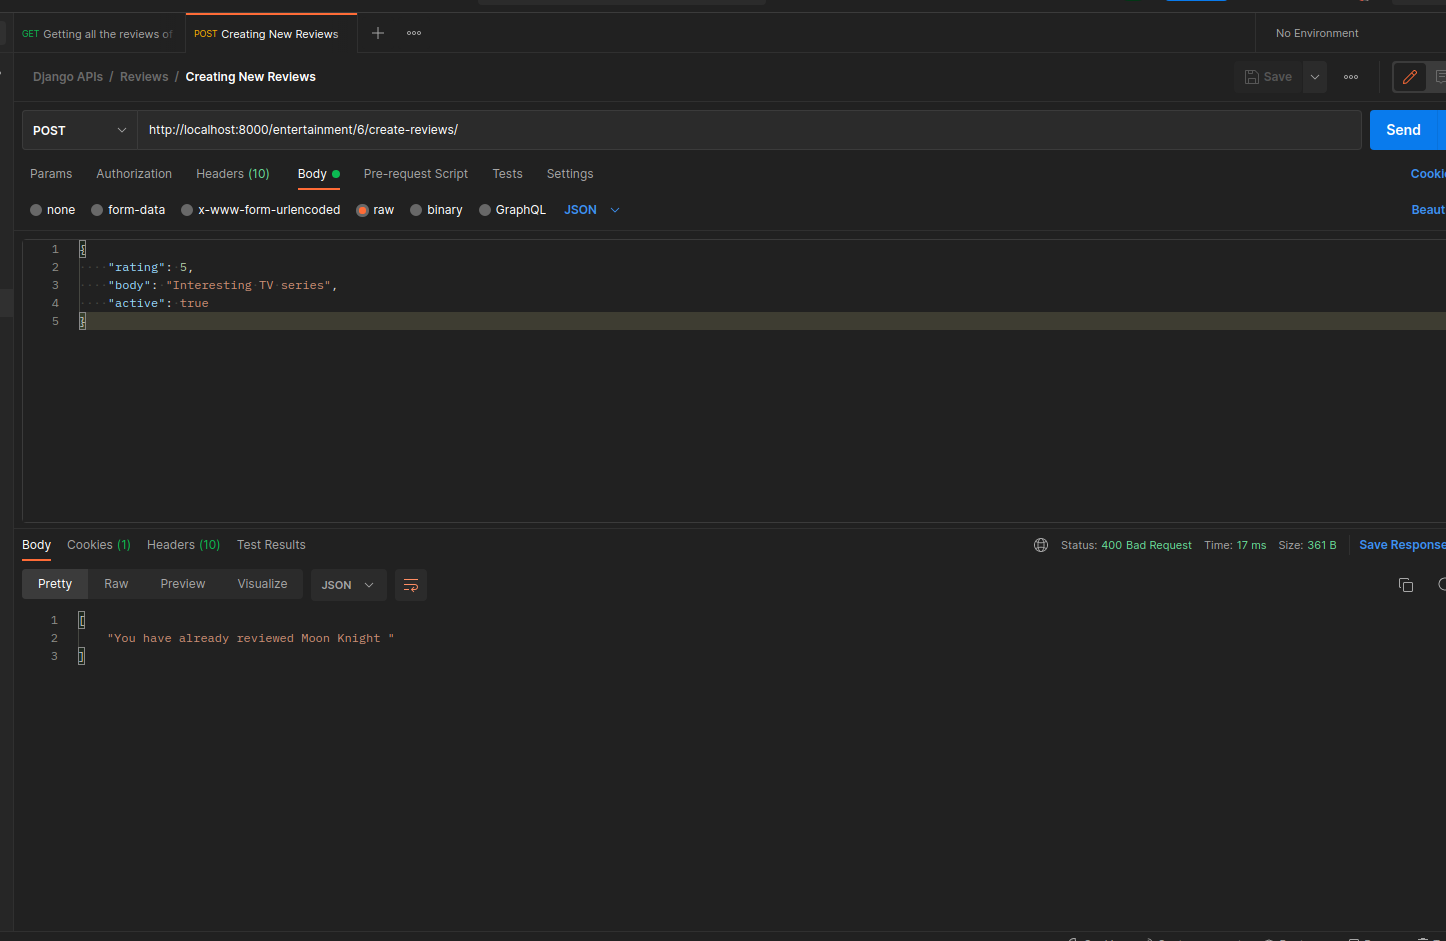 GET Getting all the reviews of
POST Creating New Reviews
No Environment
Django APIs / Reviews / Creating New Reviews
Save
POST
http://localhost:8000/entertainment/6/create-reviews/
Send
Params Authorization Headers (10) Body Pre-request Script Tests Settings
none form-data x-www-form-urlencoded raw binary GraphQL JSON
1 {
2 "rating": 5,
3 "body": "Interesting TV series",
4 "active": true
5 }
Body Cookies (1) Headers (10) Test Results
Status: 400 Bad Request Time: 17 ms Size: 361 B Save Response
Pretty Raw Preview Visualize JSON
1 [
2 "You have already reviewed Moon Knight "
3 ]